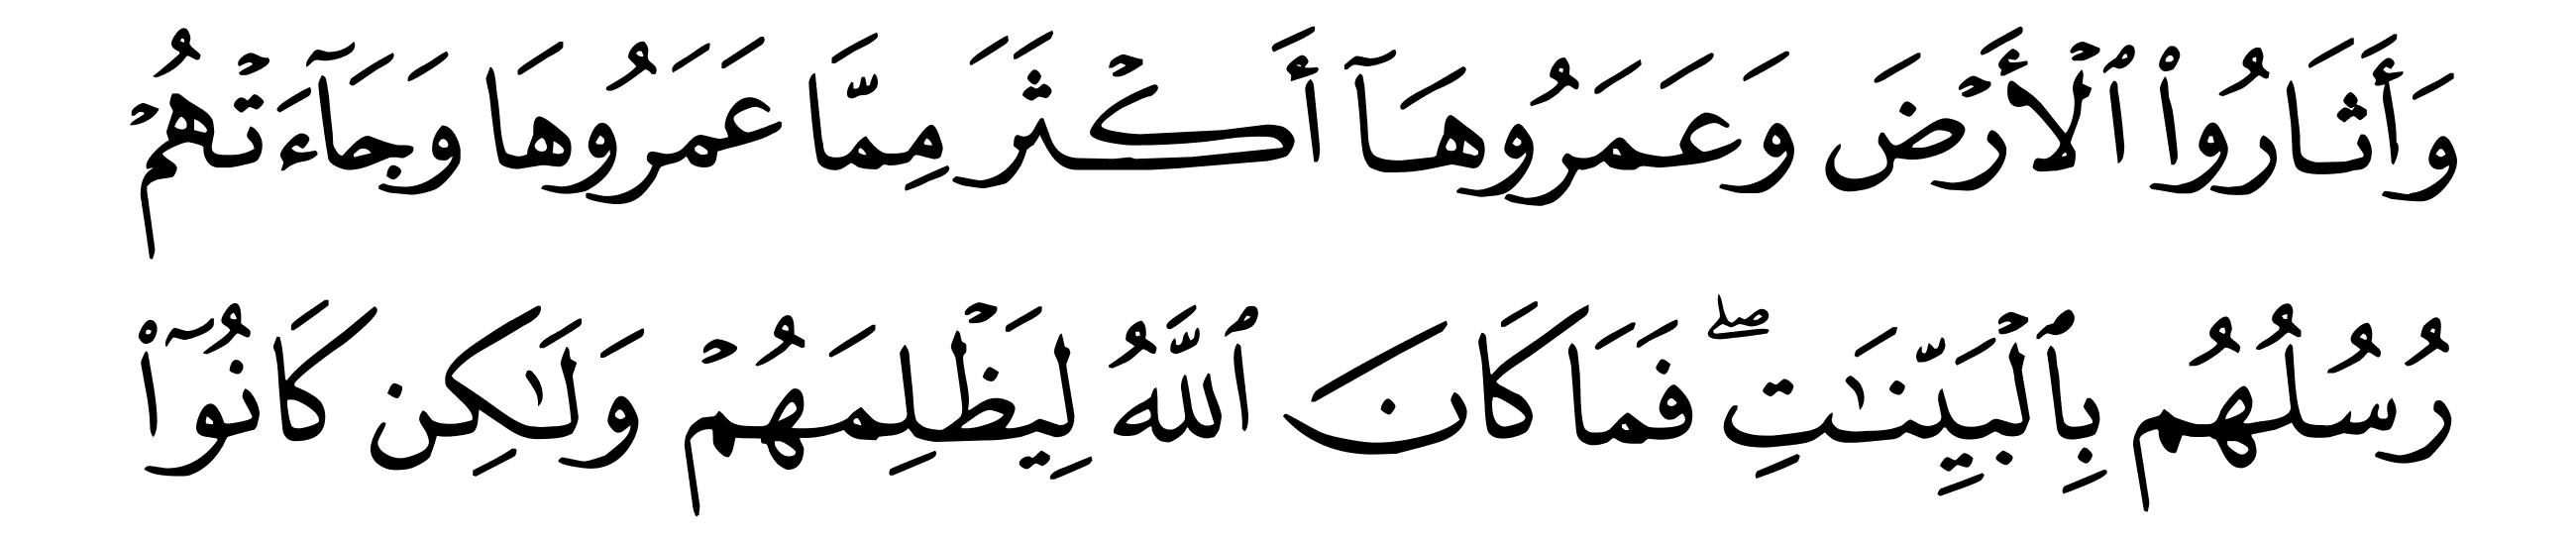 وَأَثَارُوا۟ ٱلْأَرْضَ وَعَمَرُوهَآ أَكْثَرَ مِمَّا عَمَرُوهَا وَجَآءَتْهُمْ
رُسُلُهُم بِٱلْبَيِّنَـٰتِ ۖ فَمَا كَانَ ٱللَّهُ لِيَظْلِمَهُمْ وَلَـٰكِن كَانُوٓا۟